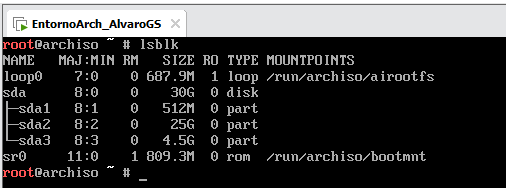 EntornoArch_AlvaroGS
root@archiso ~ # lsblk
NAME   MAJ:MIN RM   SIZE RO TYPE MOUNTPOINTS
loop0    7:0    0 687.9M  1 loop /run/archiso/airootfs
sda      8:0    0    30G  0 disk
├─sda1   8:1    0   512M  0 part
├─sda2   8:2    0    25G  0 part
└─sda3   8:3    0   4.5G  0 part
sr0     11:0    1 809.3M  0 rom  /run/archiso/bootmnt
root@archiso ~ # _